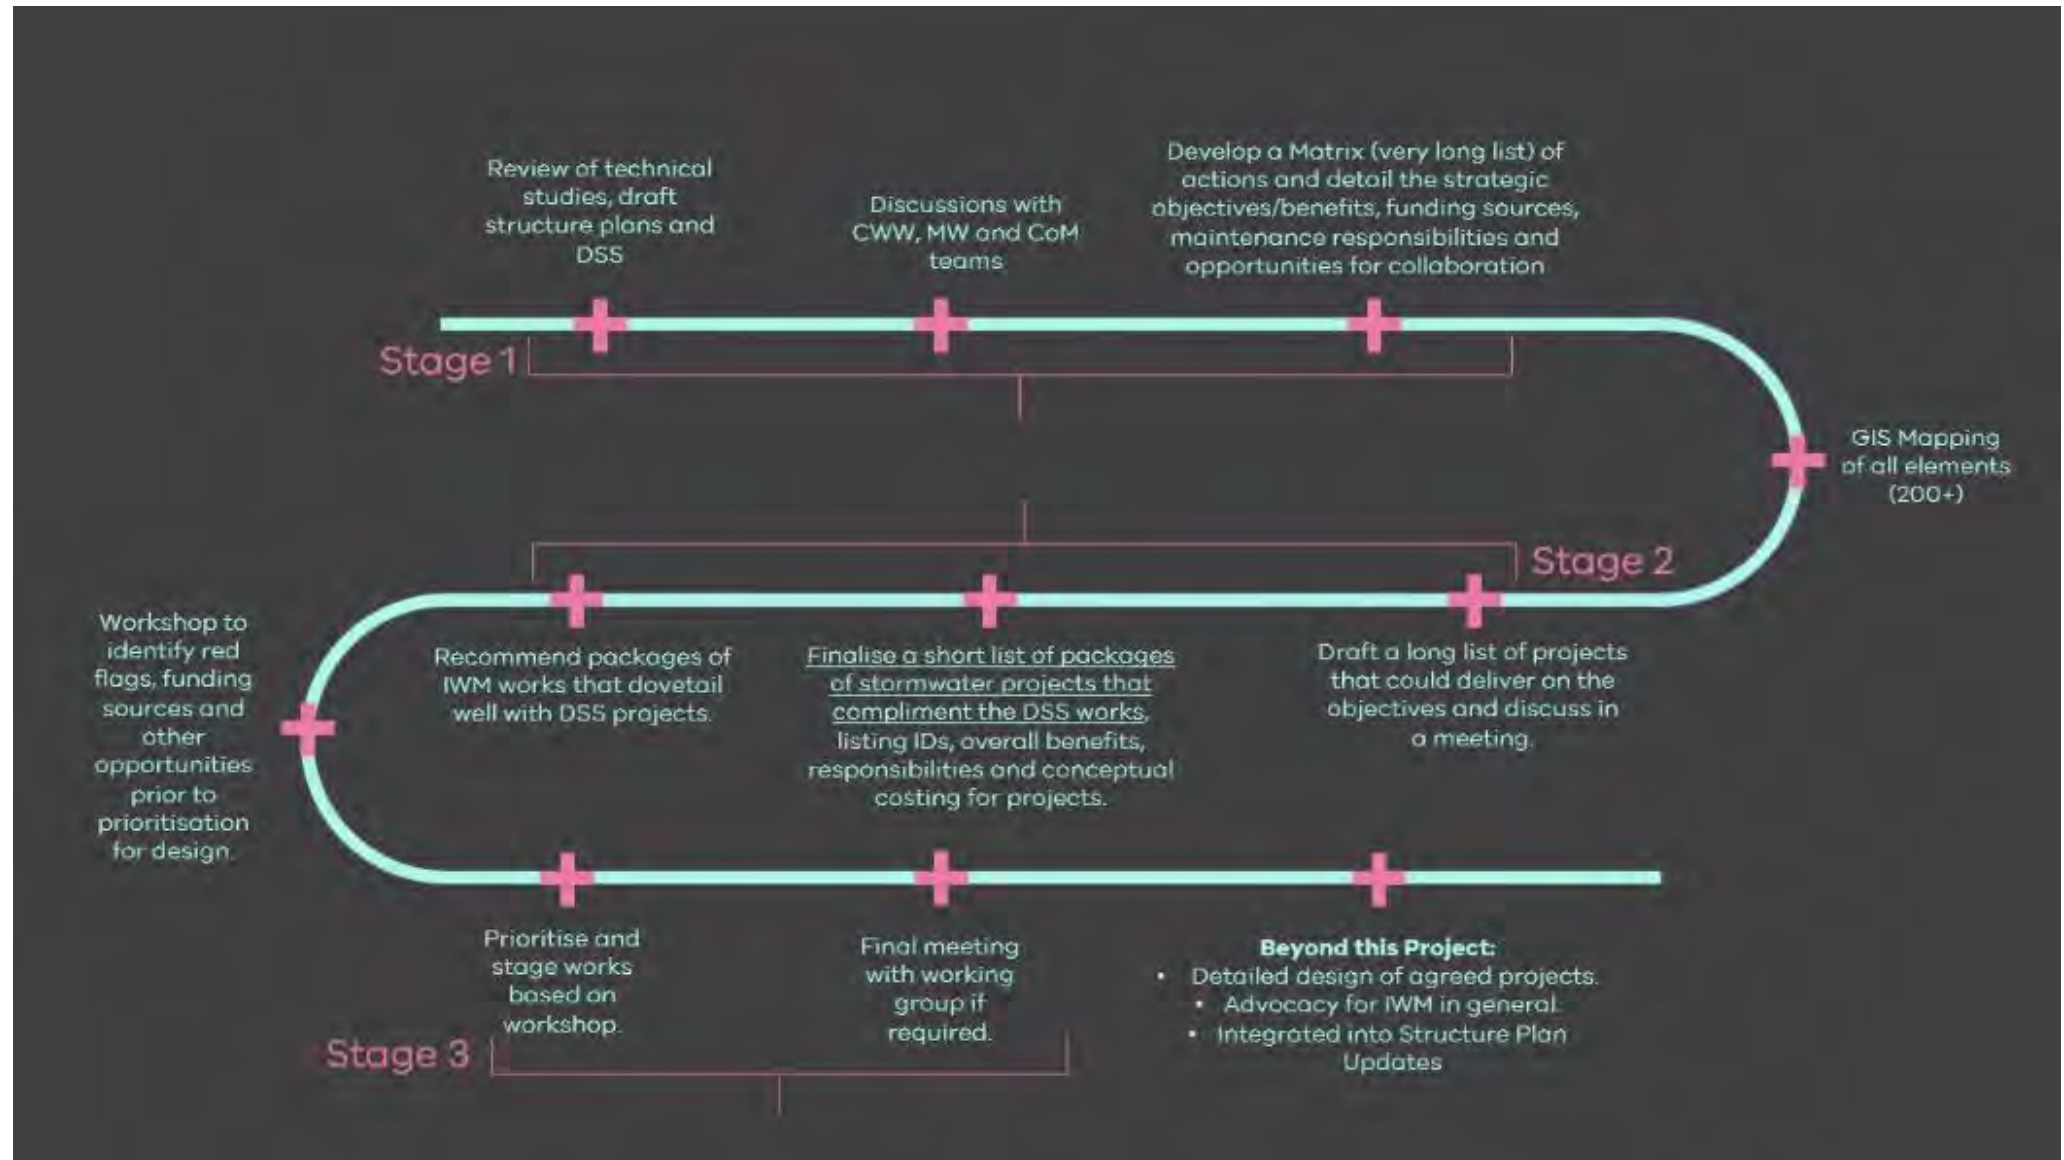 Review of technical
studies, draft
structure plans and
DSS
Discussions with
CWW, MW and CoM
teams
Develop a Matrix (very long list) of
actions and detail the strategic
objectives/benefits, funding sources,
maintenance responsibilities and
opportunities for collaboration
Stage 1
GIS Mapping
of all elements
(200+)
Stage 2
Draft a long list of projects
that could deliver on the
objectives and discuss in
a meeting.
Finalise a short list of packages
of stormwater projects that
compliment the DSS works,
listing IDs, overall benefits,
responsibilities and conceptual
costing for projects.
Recommend packages of
IWM works that dovetail
well with DSS projects.
Workshop to
identify red
flags, funding
sources and
other
opportunities
prior to
prioritisation
for design.
Prioritise and
stage works
based on
workshop.
Final meeting
with working
group if
required.
Stage 3
Beyond this Project:
• Detailed design of agreed projects.
• Advocacy for IWM in general.
• Integrated into Structure Plan
Updates